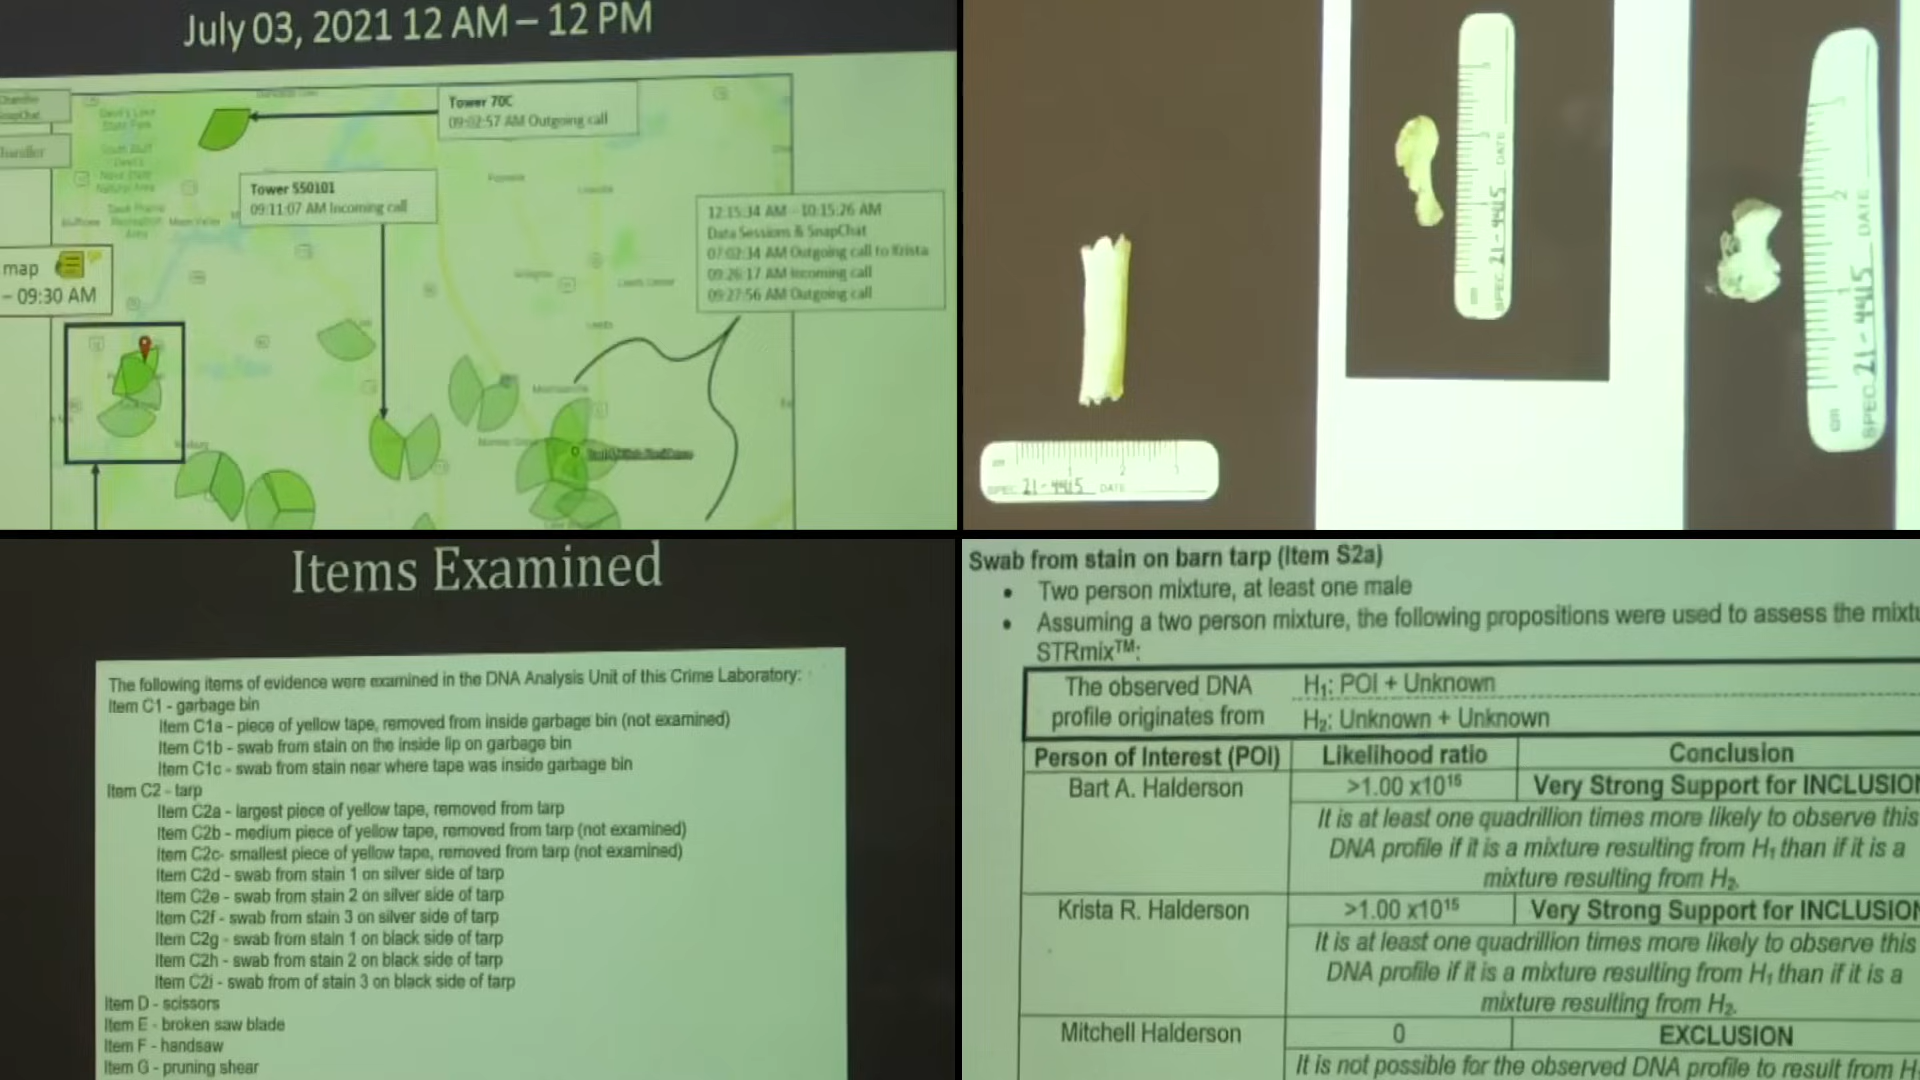 July 03, 2021 12 AM – 12 PM
Chandler
SnapChat
Chandler
Tower 70C
09:02:57 AM Outgoing call
Tower 550101
09:11:07 AM Incoming call
12:15:34 AM - 10:15:26 AM
Data Sessions & SnapChat
07:02:34 AM Outgoing call to Krista
09:26:17 AM Incoming call
09:27:56 AM Outgoing call
map
– 09:30 AM
cm
1 2
SPEC. 21-4415 DATE
cm
SPEC. 21-4415 DATE
cm
1 2
SPEC. 21-4415 DATE
Items Examined
The following items of evidence were examined in the DNA Analysis Unit of this Crime Laboratory:
Item C1 - garbage bin
Item C1a - piece of yellow tape, removed from inside garbage bin (not examined)
Item C1b - swab from stain on the inside lip on garbage bin
Item C1c - swab from stain near where tape was inside garbage bin
Item C2 - tarp
Item C2a - largest piece of yellow tape, removed from tarp
Item C2b - medium piece of yellow tape, removed from tarp (not examined)
Item C2c- smallest piece of yellow tape, removed from tarp (not examined)
Item C2d - swab from stain 1 on silver side of tarp
Item C2e - swab from stain 2 on silver side of tarp
Item C2f - swab from stain 3 on silver side of tarp
Item C2g - swab from stain 1 on black side of tarp
Item C2h - swab from stain 2 on black side of tarp
Item C2i - swab from of stain 3 on black side of tarp
Item D - scissors
Item E - broken saw blade
Item F - handsaw
Item G - pruning shear
Swab from stain on barn tarp (Item S2a)
• Two person mixture, at least one male
• Assuming a two person mixture, the following propositions were used to assess the mixtu
STRmix™:
The observed DNA profile originates from
H₁: POI + Unknown
H₂: Unknown + Unknown
Person of Interest (POI) Likelihood ratio Conclusion
Bart A. Halderson >1.00 x10¹⁵ Very Strong Support for INCLUSION
It is at least one quadrillion times more likely to observe this
DNA profile if it is a mixture resulting from H₁ than if it is a
mixture resulting from H₂.
Krista R. Halderson >1.00 x10¹⁵ Very Strong Support for INCLUSION
It is at least one quadrillion times more likely to observe this
DNA profile if it is a mixture resulting from H₁ than if it is a
mixture resulting from H₂.
Mitchell Halderson 0 EXCLUSION
It is not possible for the observed DNA profile to result from H